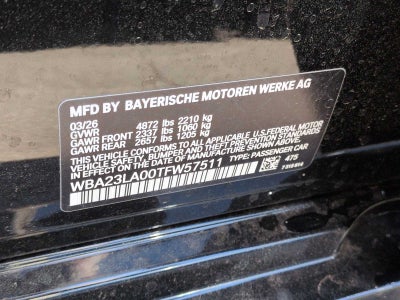 MFD BY BAYERISCHE MOTOREN WERKE AG
03/26
GVWR 4872 lbs 2210 kg
GAWR FRONT 2337 lbs 1060 kg
GAWR REAR 2657 lbs 1205 kg
THIS VEHICLE CONFORMS TO ALL APPLICABLE U.S. FEDERAL MOTOR
VEHICLE SAFETY, BUMPER, AND THEFT PREVENTION STANDARDS IN
EFFECT ON THE DATE OF MANUFACTURE SHOWN ABOVE.
WBA23LA00TFW57511 TYPE: PASSENGER CAR
475